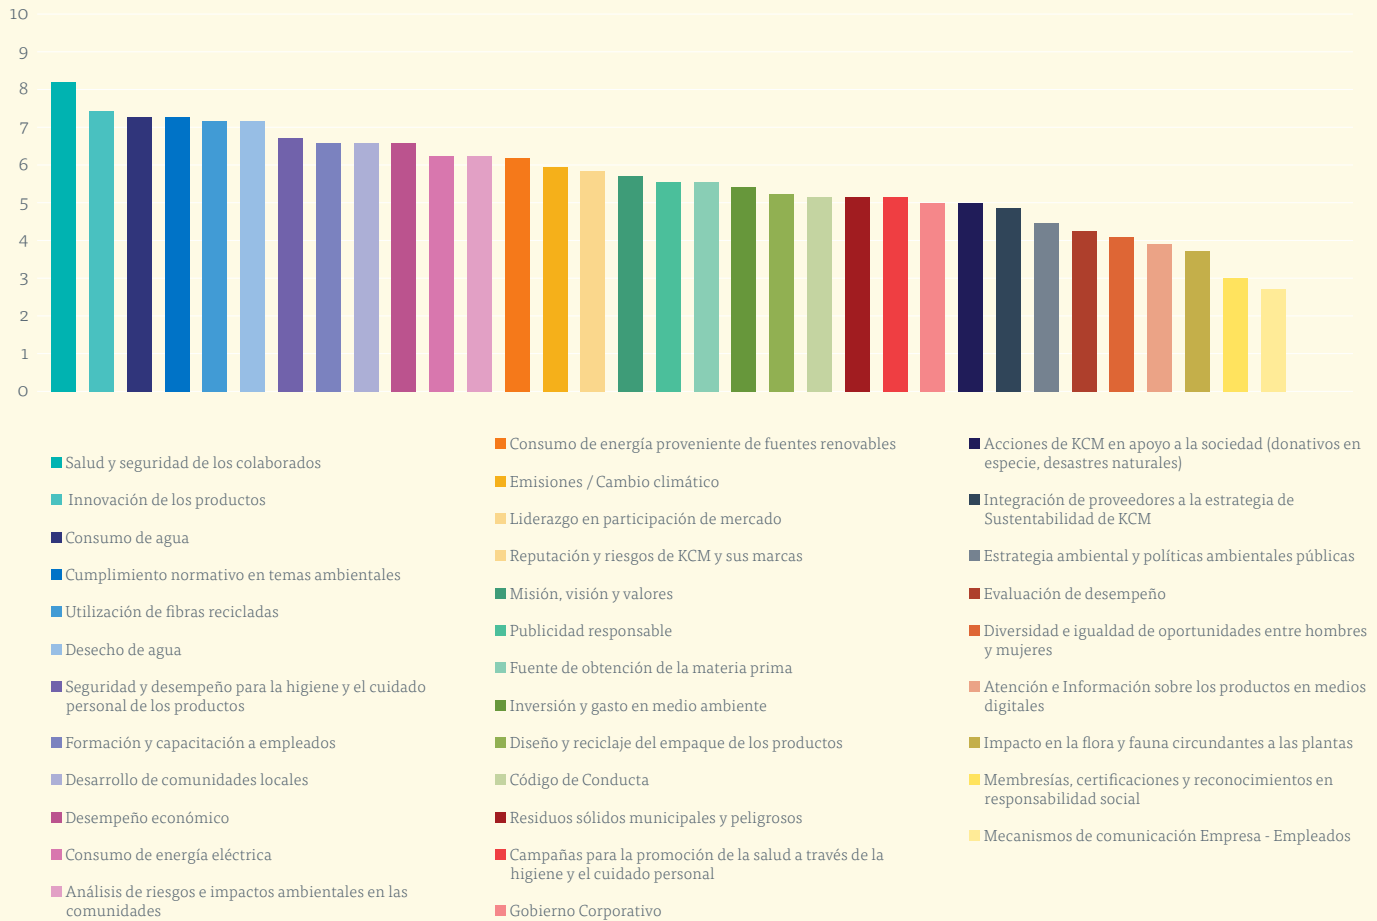 10
9
8
7
6
5
4
3
2
1
0
Salud y seguridad de los colaborados
Innovación de los productos
Consumo de agua
Cumplimiento normativo en temas ambientales
Utilización de fibras recicladas
Desecho de agua
Seguridad y desempeño para la higiene y el cuidado
personal de los productos
Formación y capacitación a empleados
Desarrollo de comunidades locales
Desempeño económico
Consumo de energía eléctrica
Análisis de riesgos e impactos ambientales en las
comunidades
Consumo de energía proveniente de fuentes renovables
Emisiones / Cambio climático
Liderazgo en participación de mercado
Reputación y riesgos de KCM y sus marcas
Misión, visión y valores
Publicidad responsable
Fuente de obtención de la materia prima
Inversión y gasto en medio ambiente
Diseño y reciclaje del empaque de los productos
Código de Conducta
Residuos sólidos municipales y peligrosos
Campañas para la promoción de la salud a través de la
higiene y el cuidado personal
Gobierno Corporativo
Acciones de KCM en apoyo a la sociedad (donativos en
especie, desastres naturales)
Integración de proveedores a la estrategia de
Sustentabilidad de KCM
Estrategia ambiental y políticas ambientales públicas
Evaluación de desempeño
Diversidad e igualdad de oportunidades entre hombres
y mujeres
Atención e Información sobre los productos en medios
digitales
Impacto en la flora y fauna circundantes a las plantas
Membresías, certificaciones y reconocimientos en
responsabilidad social
Mecanismos de comunicación Empresa - Empleados